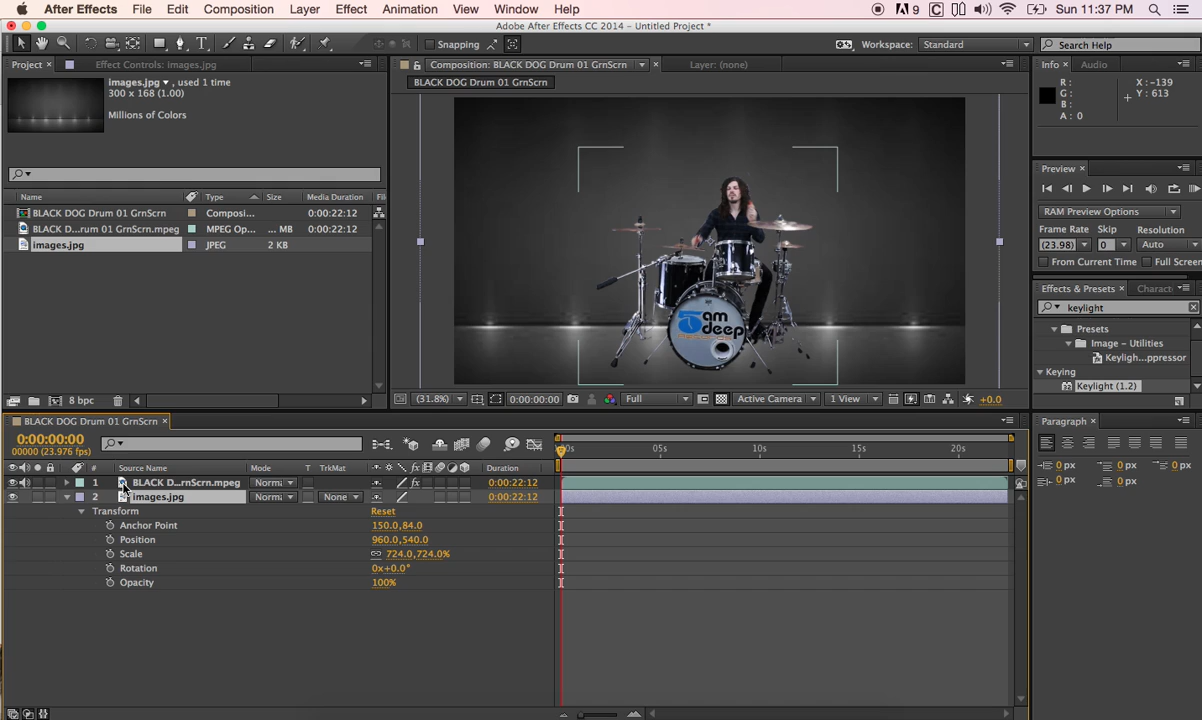 After Effects File Edit Composition Layer Effect Animation View Window Help 9 Sun 11:37 PM
Adobe After Effects CC 2014 - Untitled Project *
Snapping Workspace: Standard Search Help
Project × Effect Controls: images.jpg
Composition: BLACK DOG Drum 01 GrnScrn × Layer: (none)
Info × Audio
images.jpg ▼, used 1 time
300 x 168 (1.00)
Millions of Colors
BLACK DOG Drum 01 GrnScrn
R : X : -139
G : Y : 613
B :
A : 0
Preview ×
Name Type Size Media Duration Fil
BLACK DOG Drum 01 GrnScrn Composi... 0:00:22:12
BLACK D...rum 01 GrnScrn.mpeg MPEG Op... ... MB 0:00:22:12
images.jpg JPEG 2 KB
RAM Preview Options
Frame Rate Skip Resolution
(23.98) 0 Auto
From Current Time Full Screen
Effects & Presets × Charact
keylight
Presets
Image – Utilities
Keyligh...ppressor
Keying
Keylight (1.2)
am
deep
8 bpc
(31.8%) 0:00:00:00 Full Active Camera 1 View +0.0
BLACK DOG Drum 01 GrnScrn ×
Paragraph ×
0:00:00:00
00000 (23.976 fps)
00s 05s 10s 15s 20s
# Source Name Mode T TrkMat Duration
0 px 0 px 0 px
0 px 0 px
1 BLACK D...rnScrn.mpeg Norm fx 0:00:22:12
2 images.jpg Norm None 0:00:22:12
Transform Reset
Anchor Point 150.0,84.0
Position 960.0,540.0
Scale 724.0,724.0%
Rotation 0x+0.0°
Opacity 100%